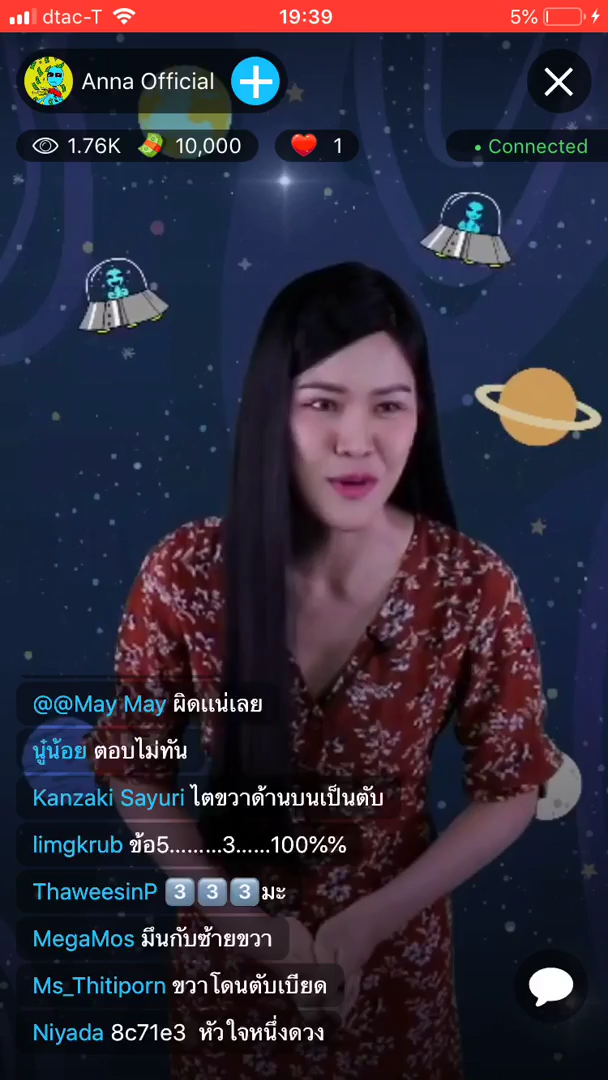 dtac-T 19:39 5%
Anna Official
1.76K 10,000 1 • Connected
@@May May ผิดแน่เลย
นู๋น้อย ตอบไม่ทัน
Kanzaki Sayuri ไตขวาด้านบนเป็นตับ
limgkrub ข้อ5.........3......100%%
ThaweesinP 3️⃣3️⃣3️⃣มะ
MegaMos มึนกับซ้ายขวา
Ms_Thitiporn ขวาโดนตับเบียด
Niyada 8c71e3 หัวใจหนึ่งดวง